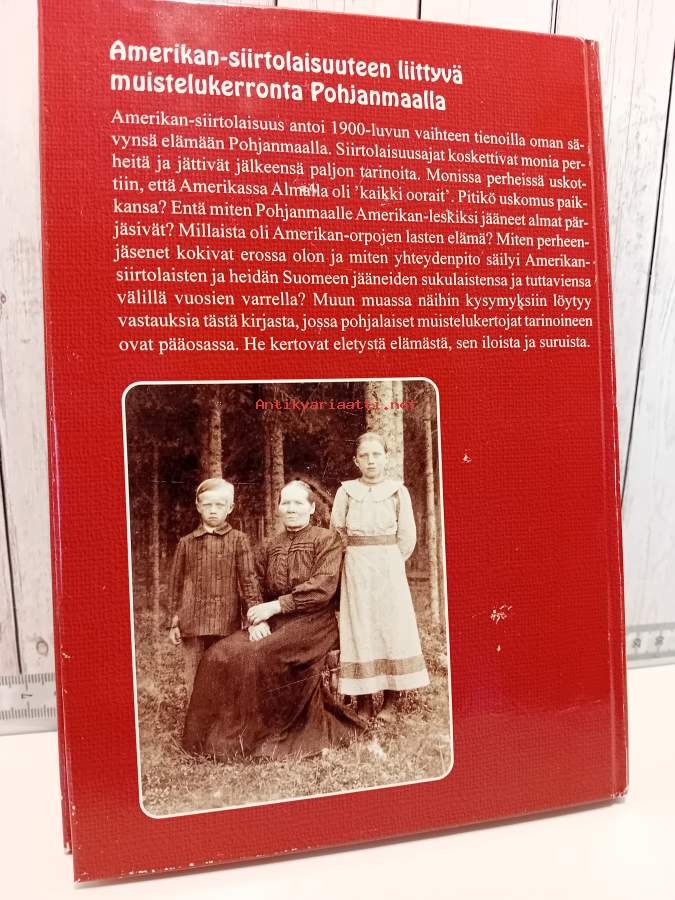 Amerikan-siirtolaisuuteen liittyvä
muistelukerronta Pohjanmaalla
Amerikan-siirtolaisuus antoi 1900-luvun vaihteen tienoilla oman sä-
vynsä elämään Pohjanmaalla. Siirtolaisuusajat koskettivat monia per-
heitä ja jättivät jälkeensä paljon tarinoita. Monissa perheissä uskot-
tiin, että Amerikassa Almalla oli ’kaikki oorait’. Pitikö uskomus paik-
kansa? Entä miten Pohjanmaalle Amerikan-leskiksi jääneet almat pär-
jäsivät? Millaista oli Amerikan-orpojen lasten elämä? Miten perheen-
jäsenet kokivat erossa olon ja miten yhteydenpito säilyi Amerikan-
siirtolaisten ja heidän Suomeen jääneiden sukulaistensa ja tuttaviensa
välillä vuosien varrella? Muun muassa näihin kysymyksiin löytyy
vastauksia tästä kirjasta, jossa pohjalaiset muistelukertojat tarinoineen
ovat pääosassa. He kertovat eletystä elämästä, sen iloista ja suruista.
Antikvariaatti.net